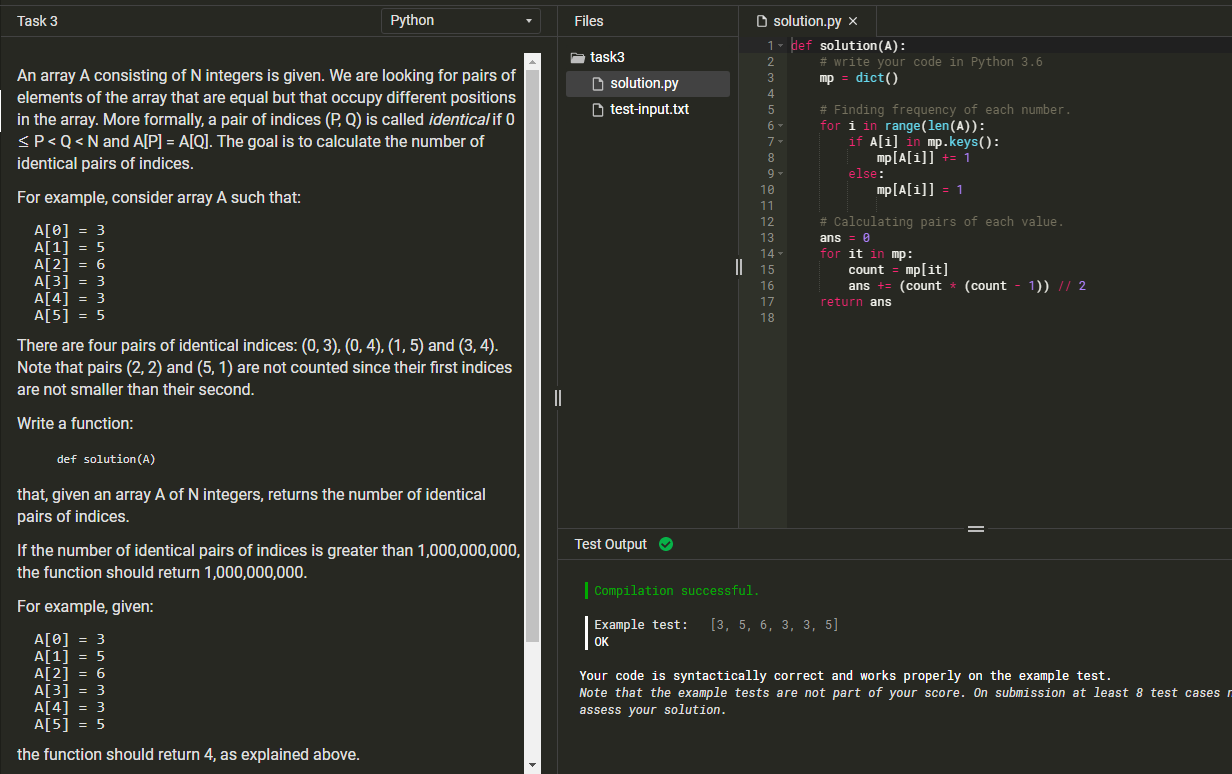 Task 3
Python
An array A consisting of N integers is given. We are looking for pairs of
elements of the array that are equal but that occupy different positions
in the array. More formally, a pair of indices (P, Q) is called identical if 0
≤ P < Q < N and A[P] = A[Q]. The goal is to calculate the number of
identical pairs of indices.
For example, consider array A such that:
A[0] = 3
A[1] = 5
A[2] = 6
A[3] = 3
A[4] = 3
A[5] = 5
There are four pairs of identical indices: (0, 3), (0, 4), (1, 5) and (3, 4).
Note that pairs (2, 2) and (5, 1) are not counted since their first indices
are not smaller than their second.
Write a function:
def solution(A)
that, given an array A of N integers, returns the number of identical
pairs of indices.
If the number of identical pairs of indices is greater than 1,000,000,000,
the function should return 1,000,000,000.
For example, given:
A[0] = 3
A[1] = 5
A[2] = 6
A[3] = 3
A[4] = 3
A[5] = 5
the function should return 4, as explained above.
Files
task3
solution.py
test-input.txt
solution.py ×
1 def solution(A):
2     # write your code in Python 3.6
3     mp = dict()
4
5     # Finding frequency of each number.
6     for i in range(len(A)):
7         if A[i] in mp.keys():
8             mp[A[i]] += 1
9         else:
10             mp[A[i]] = 1
11
12     # Calculating pairs of each value.
13     ans = 0
14     for it in mp:
15         count = mp[it]
16         ans += (count * (count - 1)) // 2
17     return ans
18
Test Output
Compilation successful.
Example test:   [3, 5, 6, 3, 3, 5]
OK
Your code is syntactically correct and works properly on the example test.
Note that the example tests are not part of your score. On submission at least 8 test cases
assess your solution.